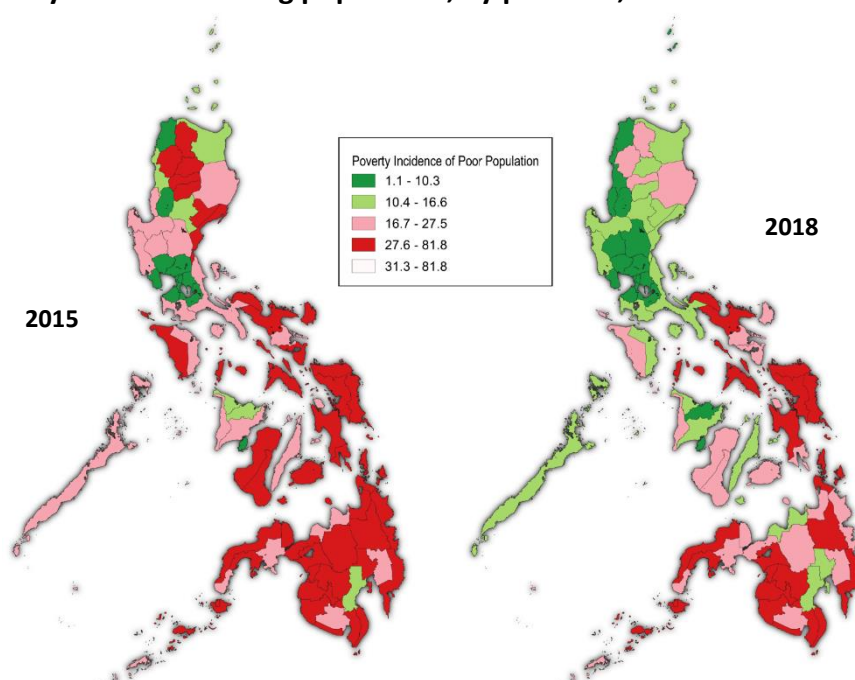 Poverty Incidence of Poor Population
1.1 - 10.3
10.4 - 16.6
16.7 - 27.5
27.6 - 81.8
31.3 - 81.8
2018
2015